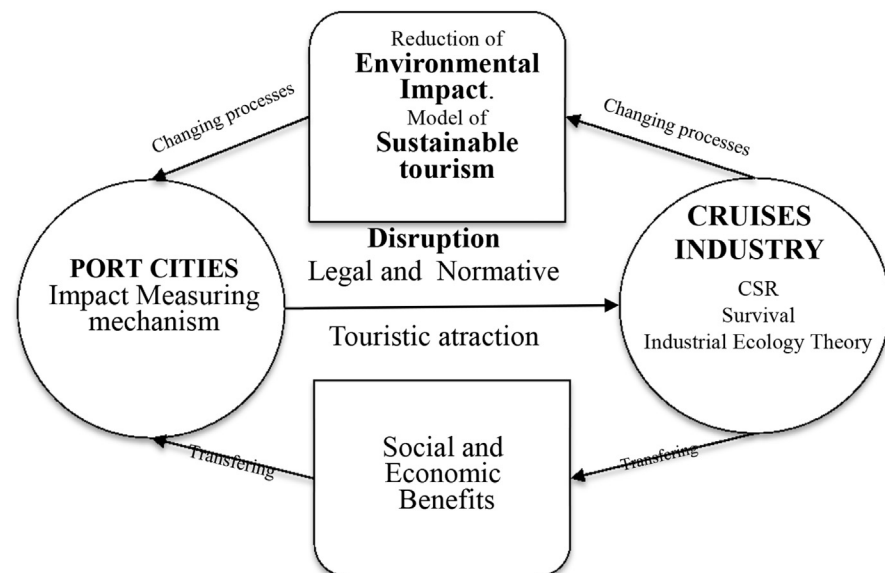 Reduction of
Environmental
Impact.
Model of
Sustainable
tourism
Changing processes
Changing processes
PORT CITIES
Impact Measuring
mechanism
Disruption
Legal and Normative
Touristic atraction
CRUISES
INDUSTRY
CSR
Survival
Industrial Ecology Theory
Social and
Economic
Benefits
Transfering
Transfering